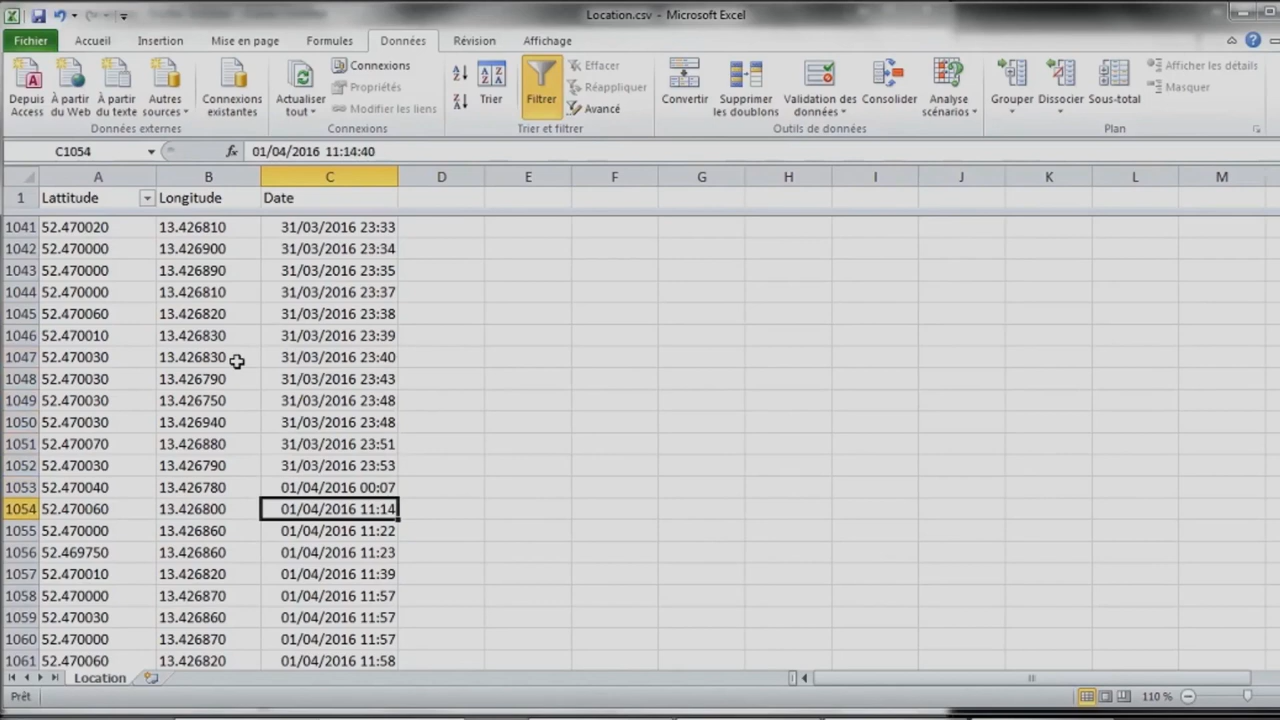 Location.csv - Microsoft Excel
Fichier Accueil Insertion Mise en page Formules Données Révision Affichage
Depuis Access
À partir du Web
À partir du texte
Autres sources
Connexions existantes
Données externes
Actualiser tout
Connexions
Propriétés
Modifier les liens
Connexions
Trier
Filtrer
Effacer
Réappliquer
Avancé
Trier et filtrer
Convertir
Supprimer les doublons
Validation des données
Consolider
Analyse scénarios
Outils de données
Grouper
Dissocier
Sous-total
Afficher les détails
Masquer
Plan
C1054 fx 01/04/2016 11:14:40
A B C D E F G H I J K L M
1 Lattitude Longitude Date
1041 52.470020 13.426810 31/03/2016 23:33
1042 52.470000 13.426900 31/03/2016 23:34
1043 52.470000 13.426890 31/03/2016 23:35
1044 52.470000 13.426810 31/03/2016 23:37
1045 52.470060 13.426820 31/03/2016 23:38
1046 52.470010 13.426830 31/03/2016 23:39
1047 52.470030 13.426830 31/03/2016 23:40
1048 52.470030 13.426790 31/03/2016 23:43
1049 52.470030 13.426750 31/03/2016 23:48
1050 52.470030 13.426940 31/03/2016 23:48
1051 52.470070 13.426880 31/03/2016 23:51
1052 52.470030 13.426790 31/03/2016 23:53
1053 52.470040 13.426780 01/04/2016 00:07
1054 52.470060 13.426800 01/04/2016 11:14
1055 52.470000 13.426860 01/04/2016 11:22
1056 52.469750 13.426860 01/04/2016 11:23
1057 52.470010 13.426820 01/04/2016 11:39
1058 52.470000 13.426870 01/04/2016 11:57
1059 52.470030 13.426860 01/04/2016 11:57
1060 52.470000 13.426870 01/04/2016 11:57
1061 52.470060 13.426820 01/04/2016 11:58
Location
Prêt 110 %